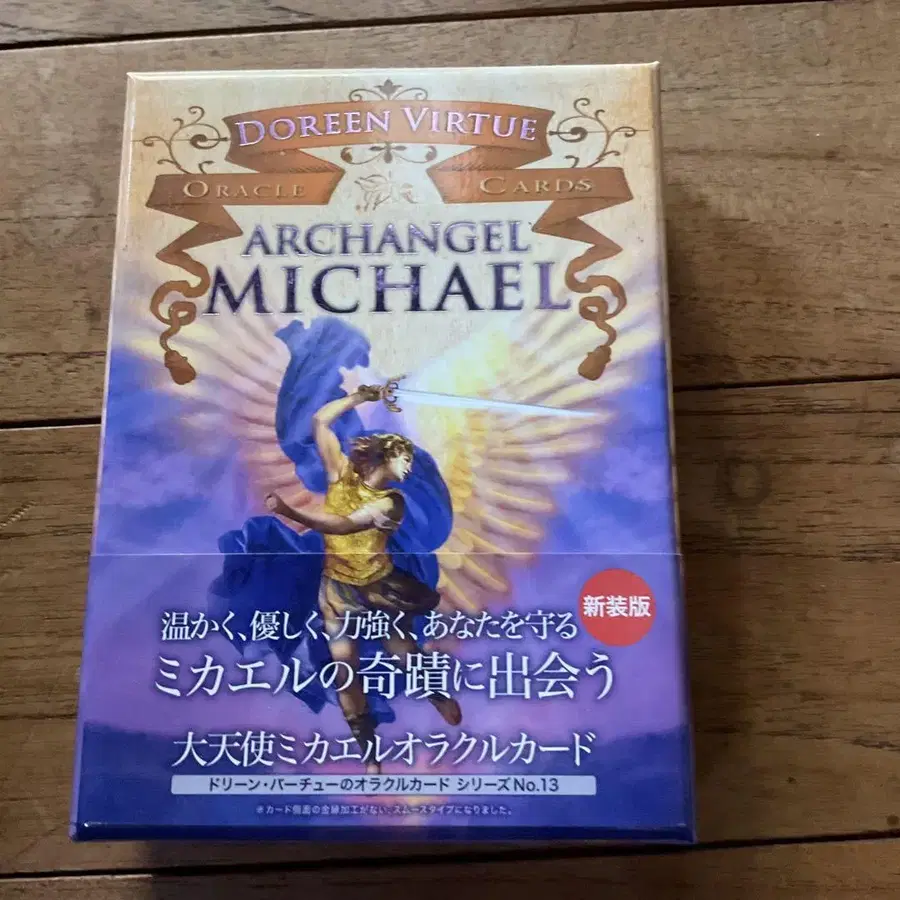 DOREEN VIRTUE
ORACLE CARDS
ARCHANGEL
MICHAEL
新装版
温かく、優しく、力強く、あなたを守る
ミカエルの奇蹟に出会う
大天使ミカエルオラクルカード
ドリーン・バーチューのオラクルカード シリーズNo.13
※カード側面の金縁加工がない、スムースタイプになりました。